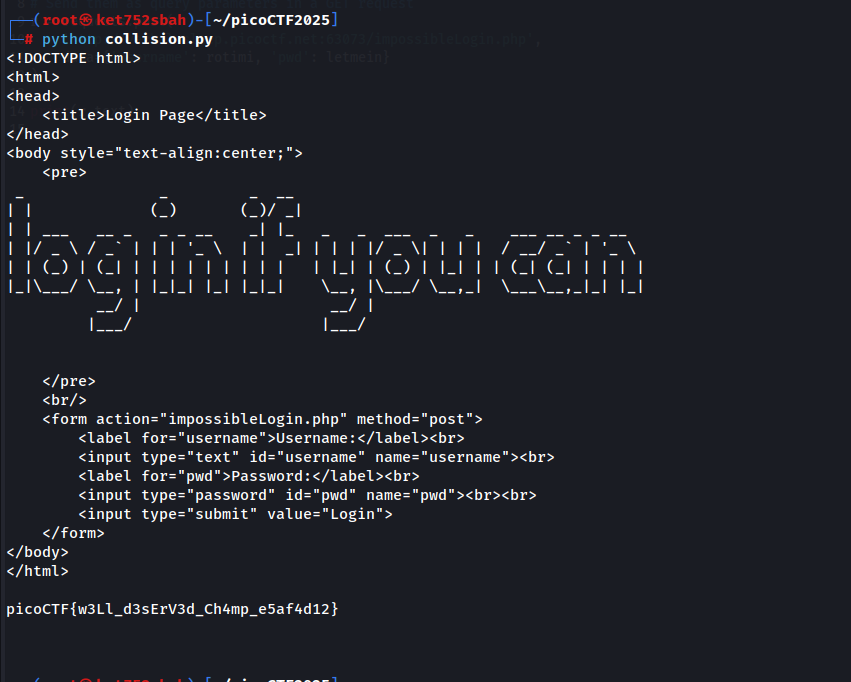 ┌──(root㉿ket752sbah)-[~/picoCTF2025]
└─# python collision.py
<!DOCTYPE html>
<html>
<head>
    <title>Login Page</title>
</head>
<body style="text-align:center;">
    <pre>
 _                _         _  __
| |             (_)       (_)/ _|
| | ___   __ _   _ _ __    _| |_   _   _  ___  _   _    ___ __ _ _ __
| |/ _ \ / _` | | | '_ \  | |  _| | | | |/ _ \| | | |  / __/ _` | '_ \
| | (_) | (_| | | | | | | | | |   | |_| | (_) | |_| | | (_| (_| | | | |
|_|\___/ \__, | |_|_| |_| |_|_|    \__, |\___/ \__,_|  \___\__,_|_| |_|
          __/ |                     __/ |
         |___/                     |___/
    </pre>
    <br/>
    <form action="impossibleLogin.php" method="post">
        <label for="username">Username:</label><br>
        <input type="text" id="username" name="username"><br>
        <label for="pwd">Password:</label><br>
        <input type="password" id="pwd" name="pwd"><br><br>
        <input type="submit" value="Login">
    </form>
</body>
</html>
picoCTF{w3Ll_d3sErV3d_Ch4mp_e5af4d12}